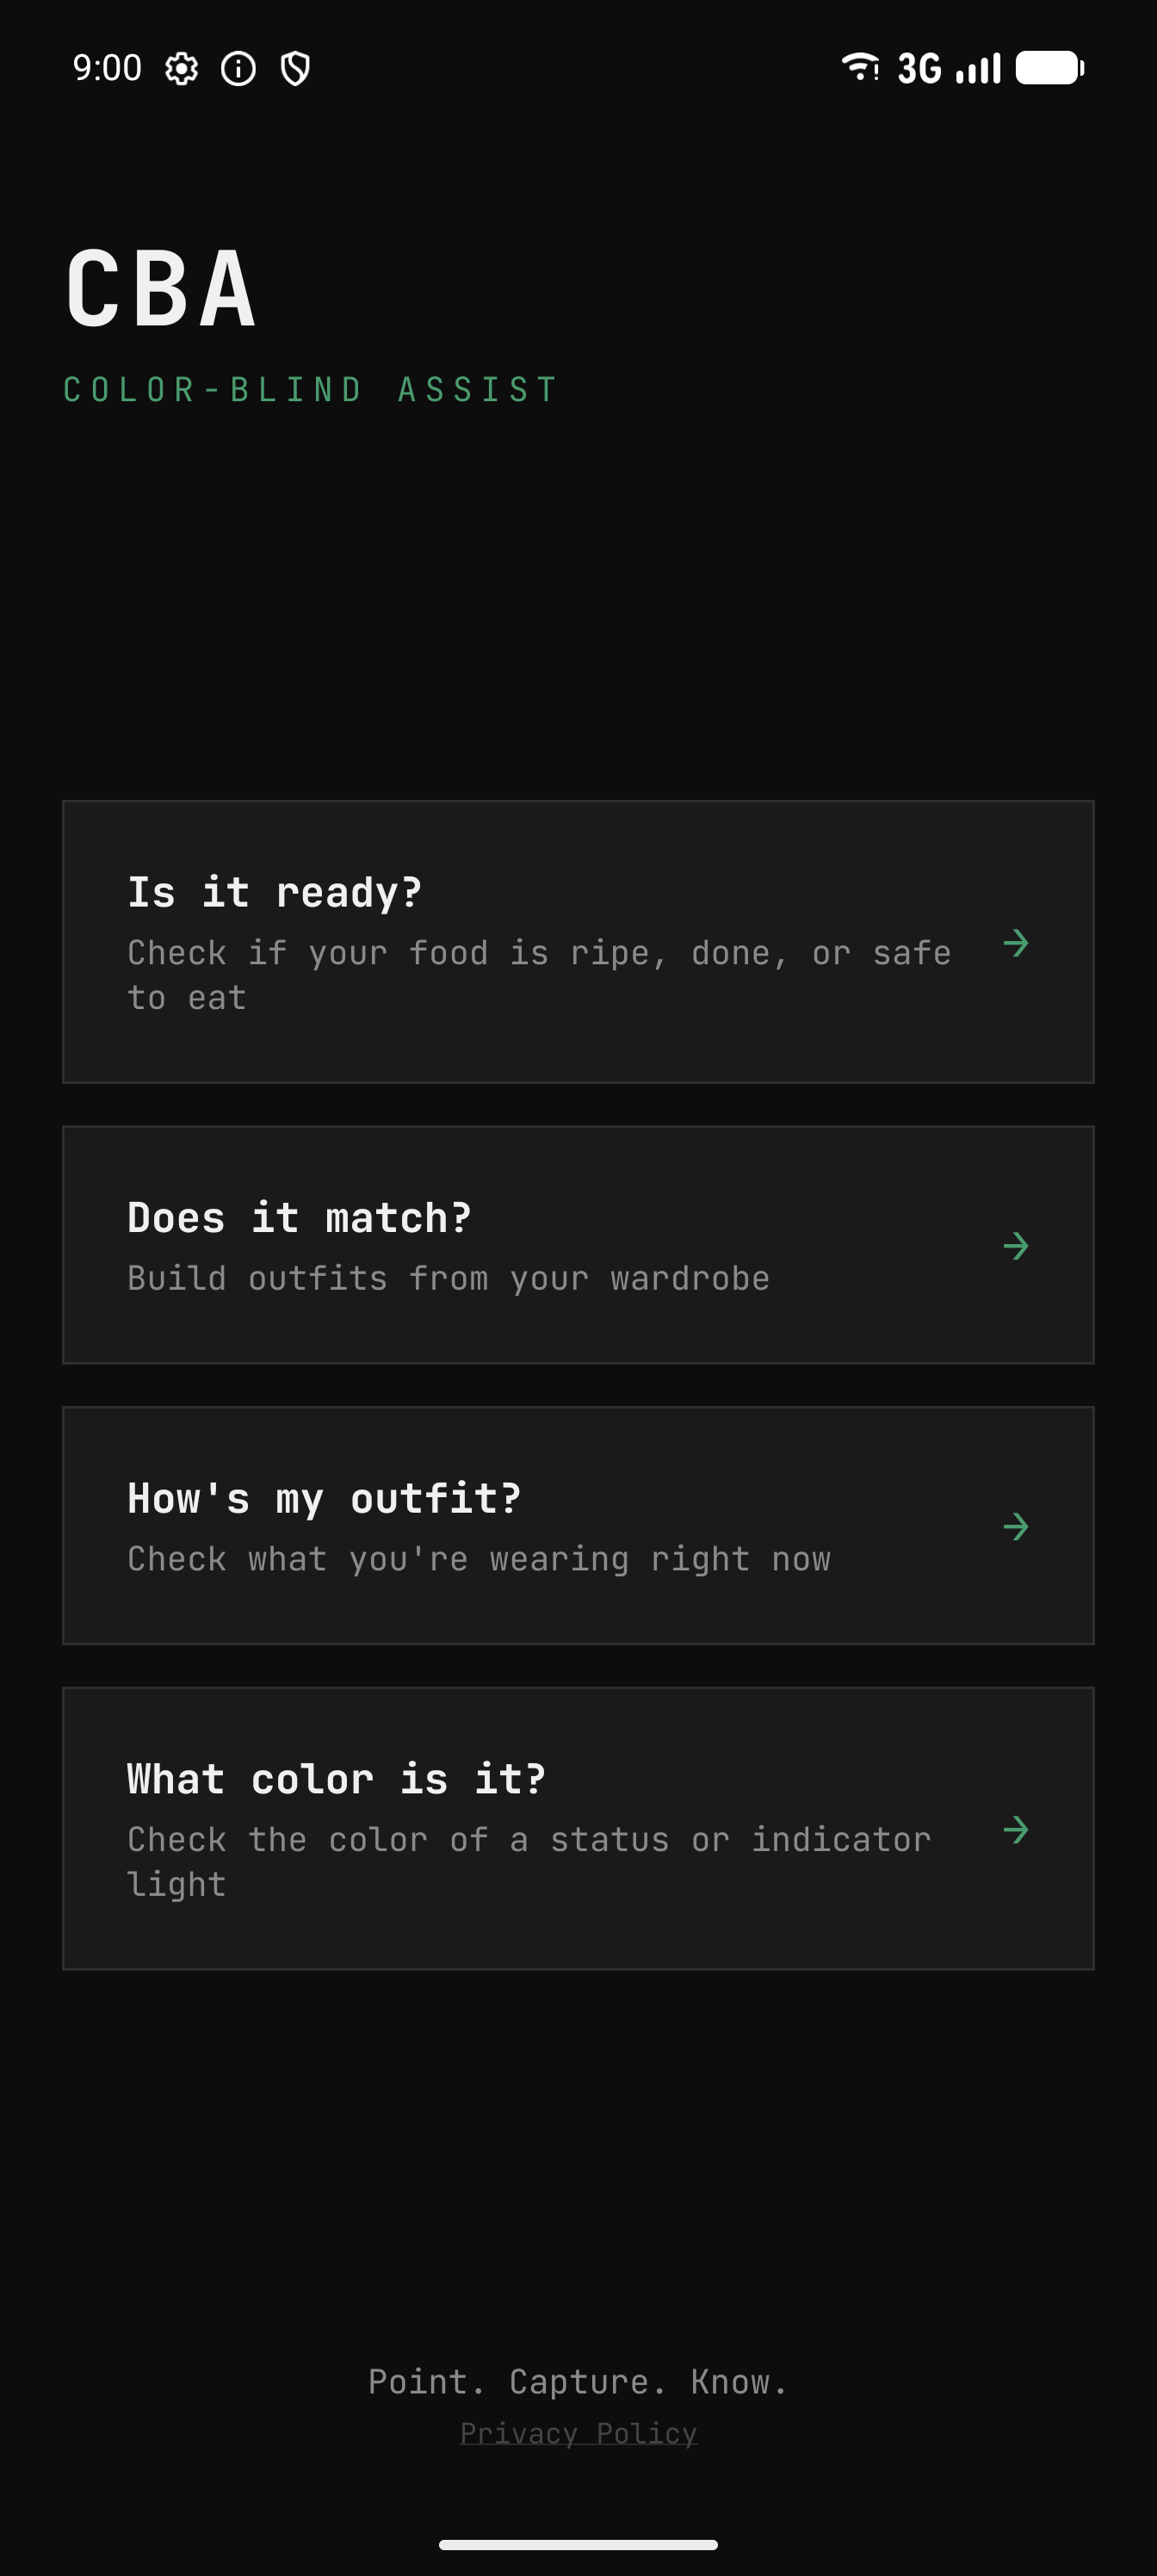 9:00
3G
CBA
COLOR-BLIND ASSIST
Is it ready?
Check if your food is ripe, done, or safe
to eat
Does it match?
Build outfits from your wardrobe
How's my outfit?
Check what you're wearing right now
What color is it?
Check the color of a status or indicator
light
Point. Capture. Know.
Privacy Policy